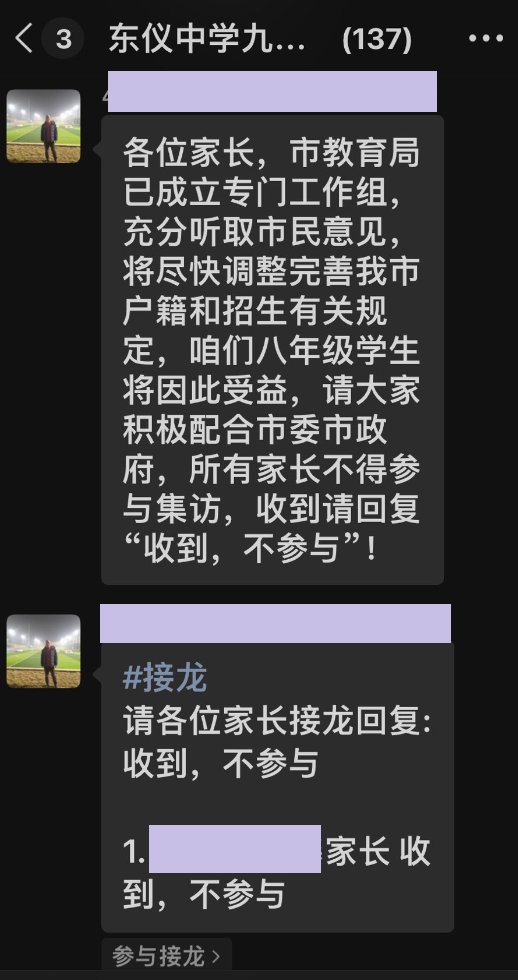 3 东仪中学九... (137)
各位家长，市教育局
已成立专门工作组，
充分听取市民意见，
将尽快调整完善我市
户籍和招生有关规
定，咱们八年级学生
将因此受益，请大家
积极配合市委市政
府，所有家长不得参
与集访，收到请回复
“收到，不参与”！
#接龙
请各位家长接龙回复:
收到，不参与
1. 家长 收
到，不参与
参与接龙